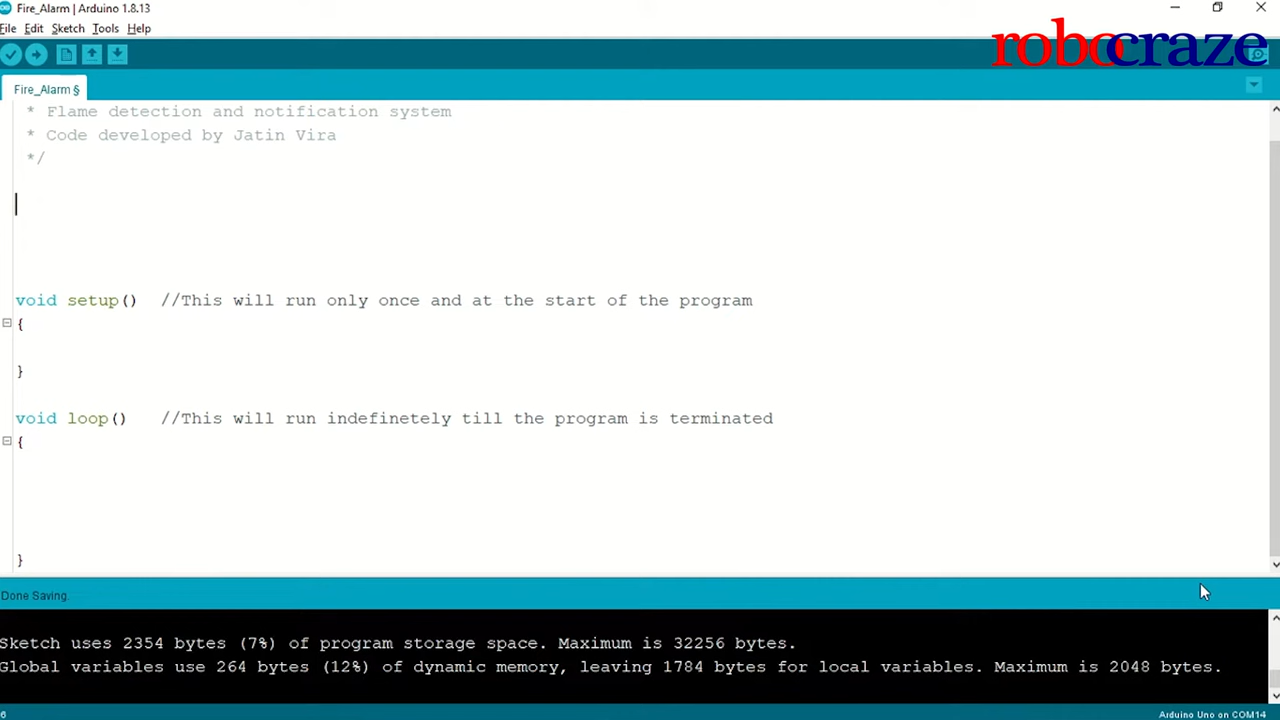 Fire_Alarm | Arduino 1.8.13
File Edit Sketch Tools Help
robocraze
Fire_Alarm §
* Flame detection and notification system
* Code developed by Jatin Vira
*/
void setup()  //This will run only once and at the start of the program
{
}
void loop()   //This will run indefinetely till the program is terminated
{
}
Done Saving.
Sketch uses 2354 bytes (7%) of program storage space. Maximum is 32256 bytes.
Global variables use 264 bytes (12%) of dynamic memory, leaving 1784 bytes for local variables. Maximum is 2048 bytes.
6
Arduino Uno on COM14